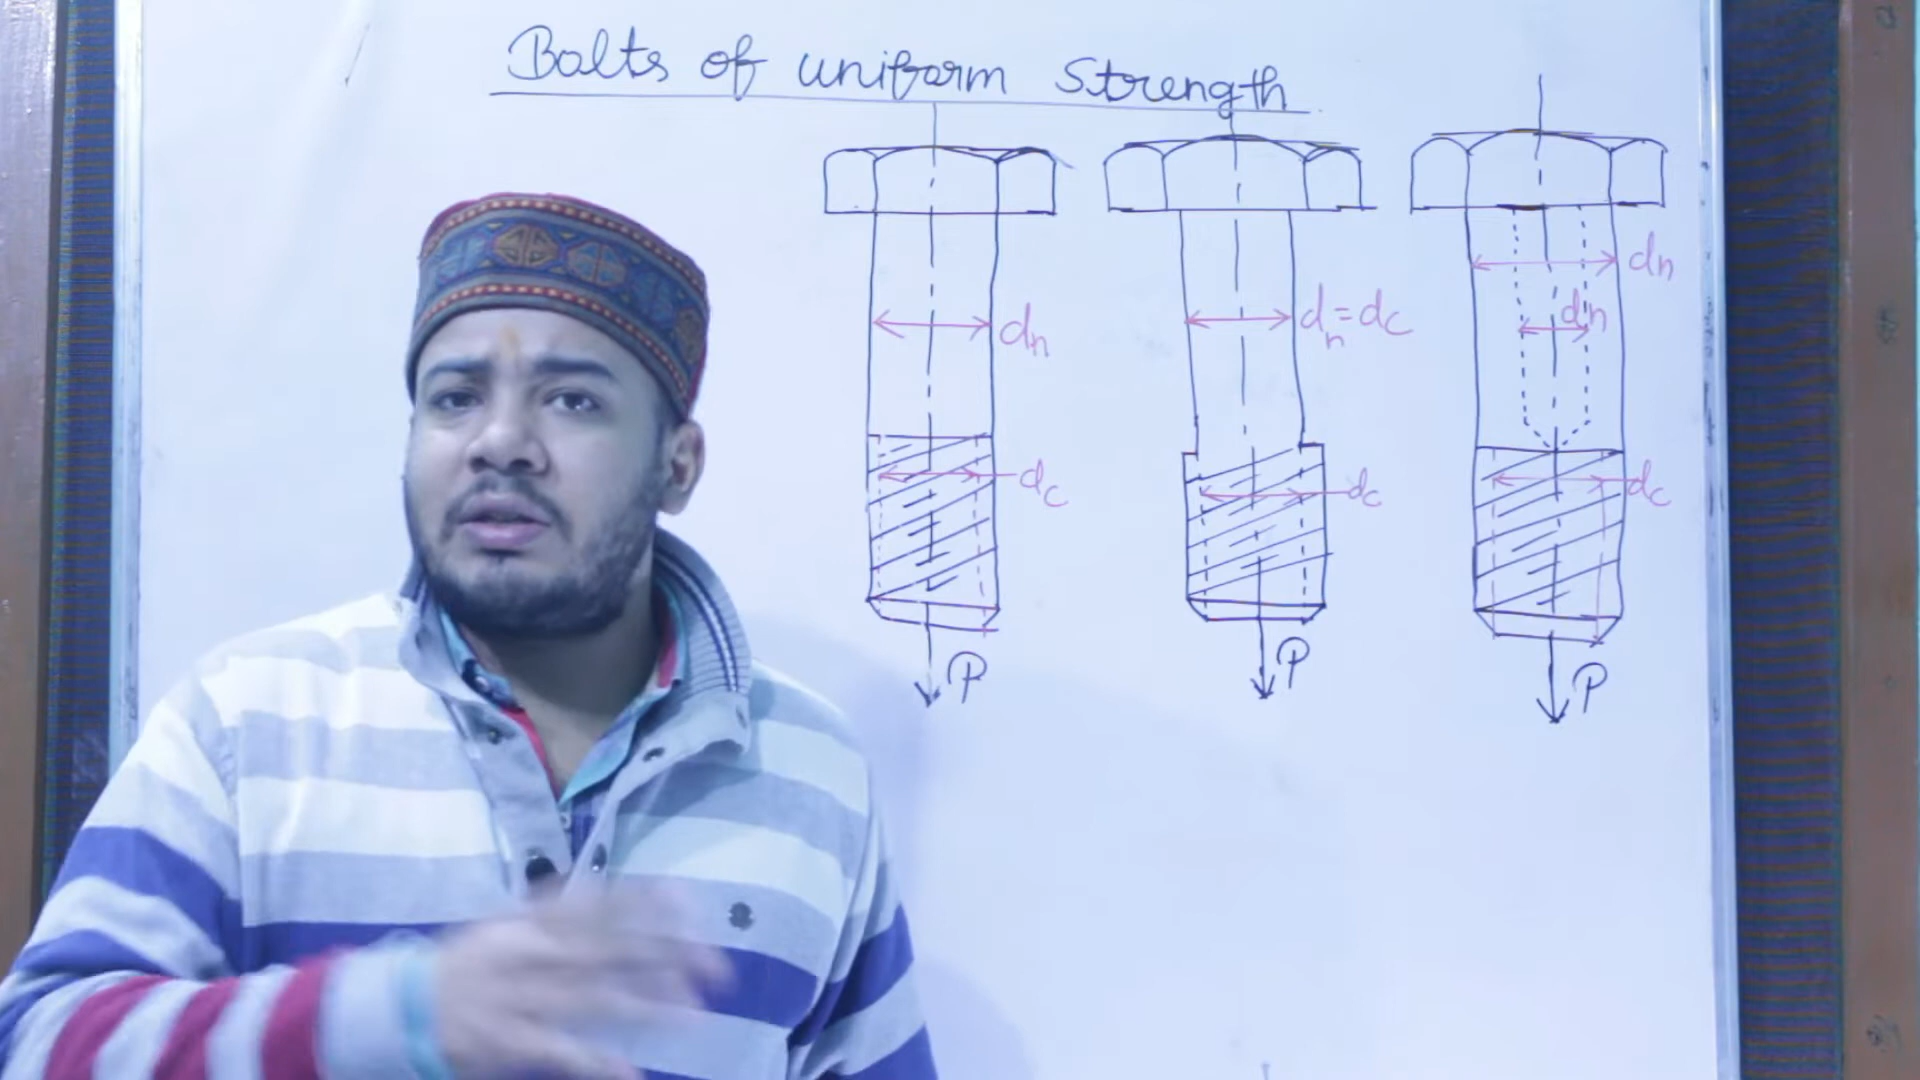 Bolts of uniform Strength
dn
dn=dc
dn
dn
dc
dc
dc
P
P
P